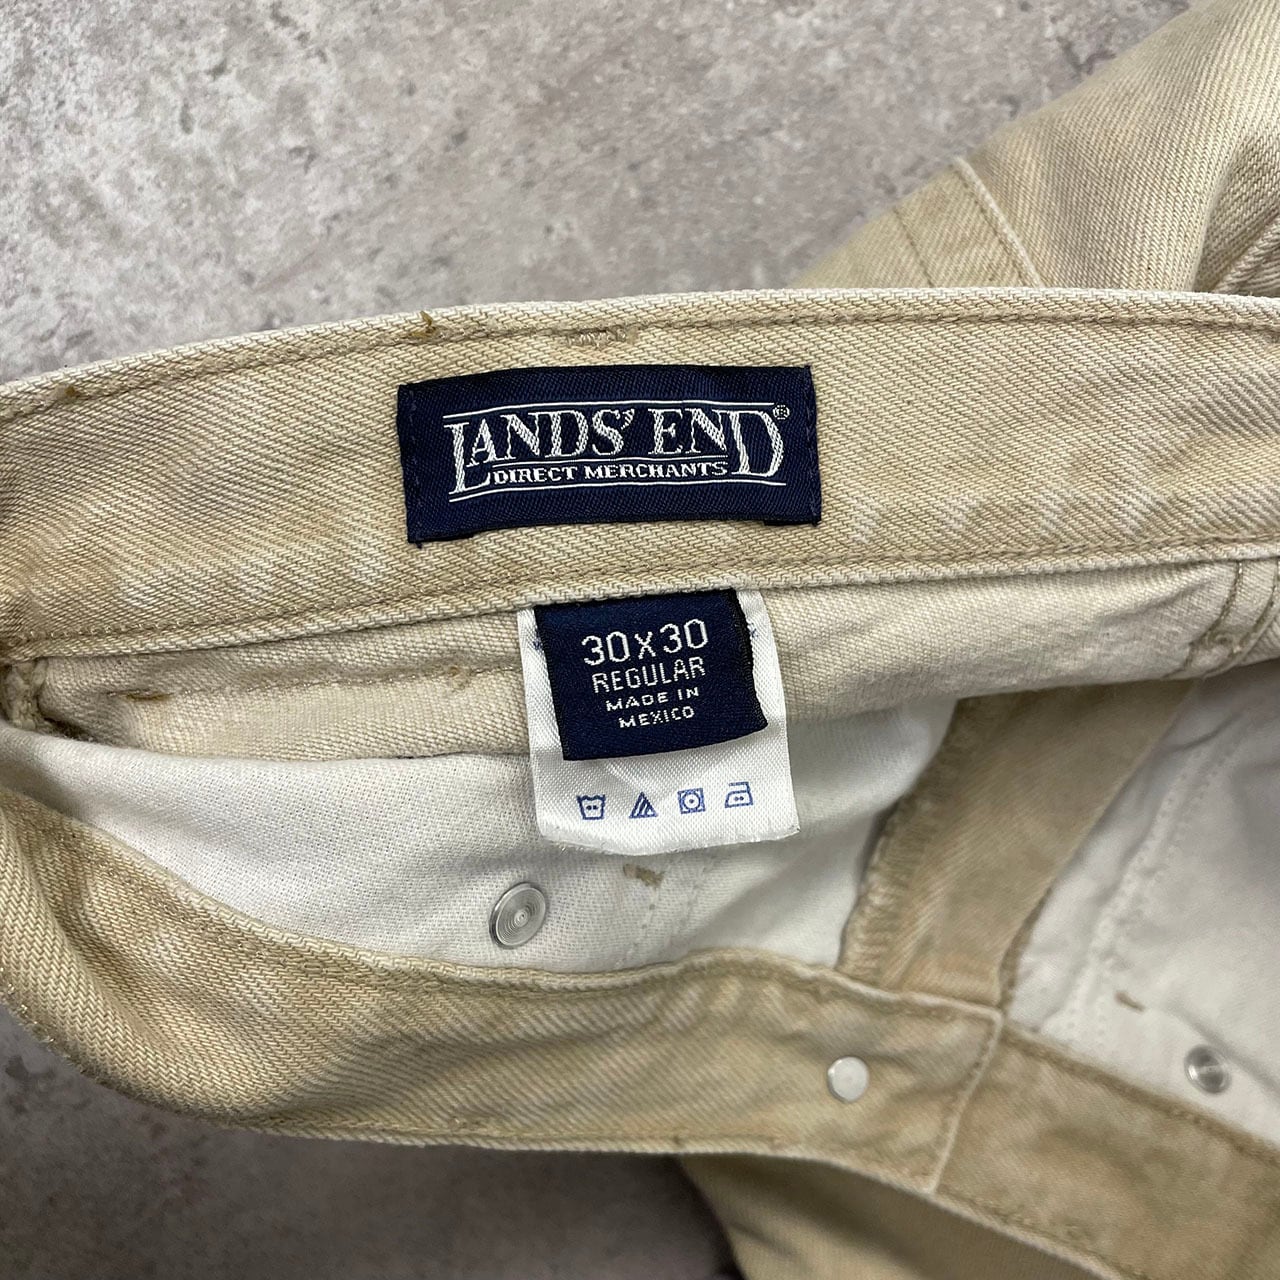 LANDS' END®
DIRECT MERCHANTS
30X30
REGULAR
MADE IN
MEXICO